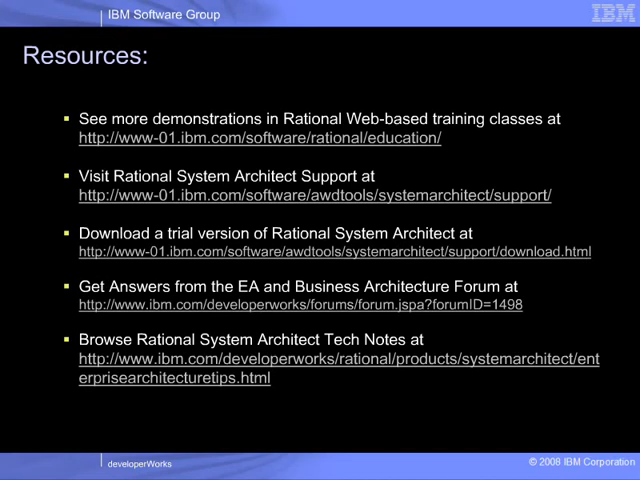 IBM Software Group
IBM
Resources:
See more demonstrations in Rational Web-based training classes at
http://www-01.ibm.com/software/rational/education/
Visit Rational System Architect Support at
http://www-01.ibm.com/software/awdtools/systemarchitect/support/
Download a trial version of Rational System Architect at
http://www-01.ibm.com/software/awdtools/systemarchitect/support/download.html
Get Answers from the EA and Business Architecture Forum at
http://www.ibm.com/developerworks/forums/forum.jspa?forumID=1498
Browse Rational System Architect Tech Notes at
http://www.ibm.com/developerworks/rational/products/systemarchitect/ent
erprisearchitecturetips.html
developerWorks
© 2008 IBM Corporation